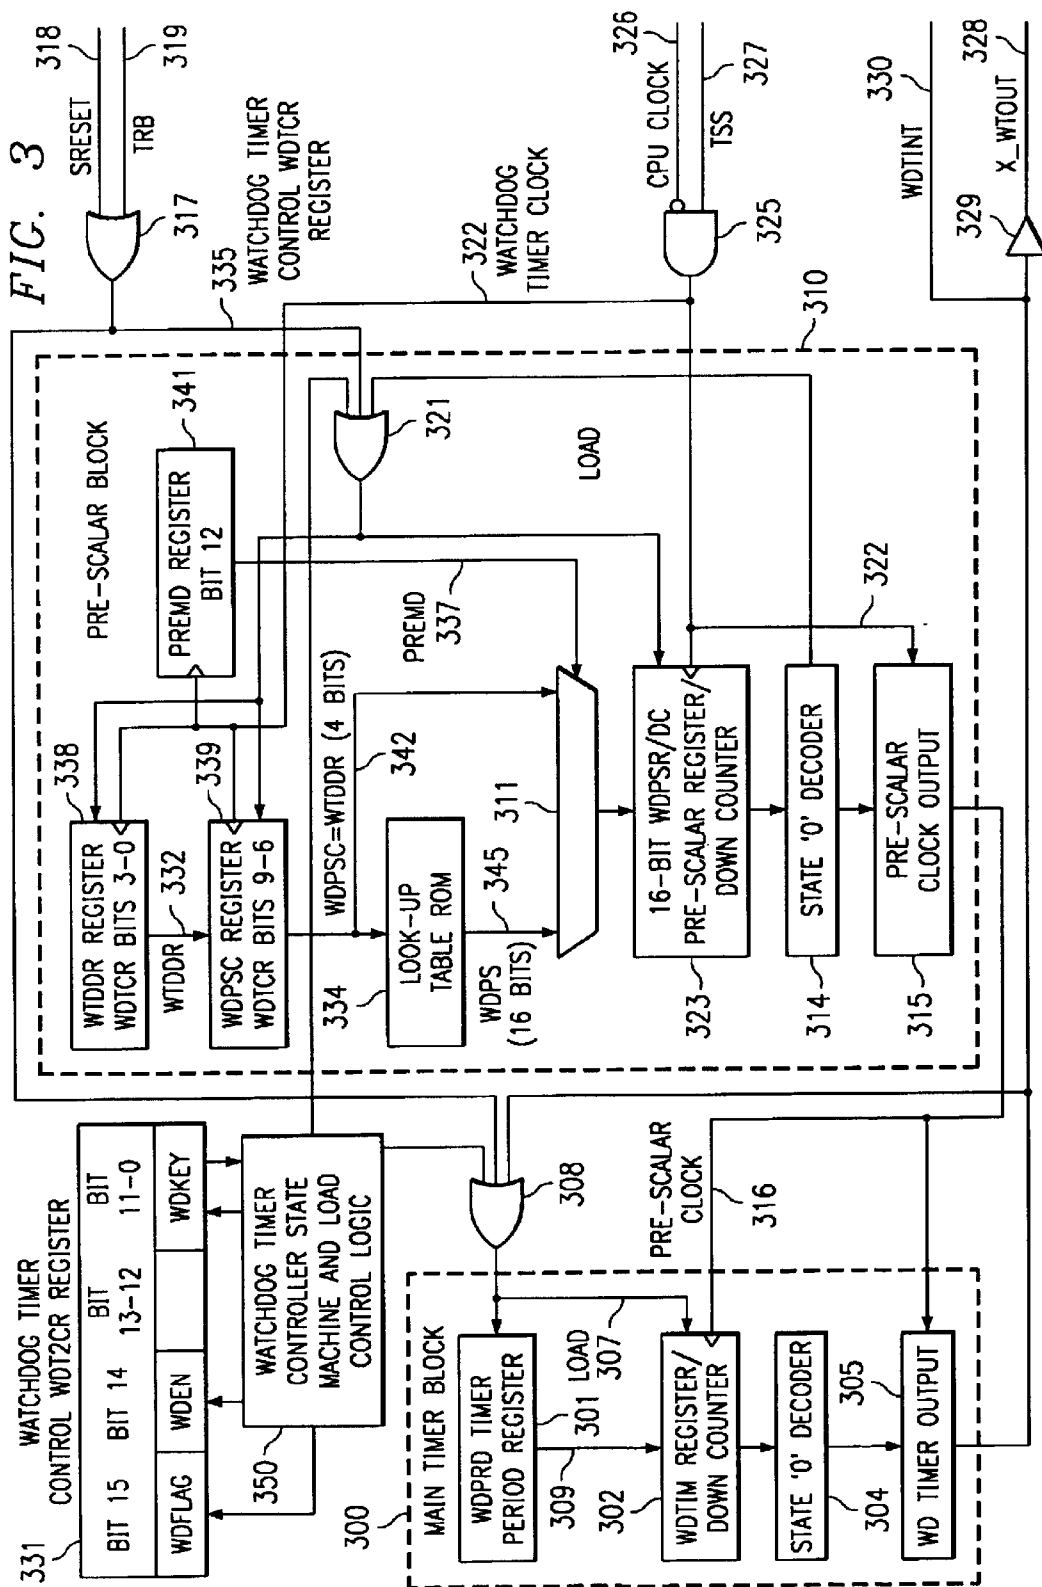 FIG. 3
WATCHDOG TIMER
CONTROL WDT2CR REGISTER
331
BIT 15
BIT 14
BIT
13-12
BIT
11-0
WDFLAG
WDEN
WDKEY
350
WATCHDOG TIMER
CONTROLLER STATE
MACHINE AND LOAD
CONTROL LOGIC
300
MAIN TIMER BLOCK
WDPRD TIMER
PERIOD REGISTER
301
309
LOAD
307
302
WDTIM REGISTER/
DOWN COUNTER
STATE '0' DECODER
304
305
WD TIMER OUTPUT
308
PRE-SCALAR
CLOCK
316
PRE-SCALAR BLOCK
338
WTDDR REGISTER
WDTCR BITS 3-0
WTDDR
332
339
WDPSC REGISTER
WDTCR BITS 9-6
PREMD REGISTER
BIT 12
341
334
LOOK-UP
TABLE ROM
WDPSC=WTDDR (4 BITS)
342
WDPS
(16 BITS)
345
PREMD
337
311
321
LOAD
16-BIT WDPSR/DC
PRE-SCALAR REGISTER/
DOWN COUNTER
323
STATE '0' DECODER
314
PRE-SCALAR
CLOCK OUTPUT
315
322
310
SRESET
318
TRB
319
317
335
WATCHDOG TIMER
CONTROL WDTCR
REGISTER
322
WATCHDOG
TIMER CLOCK
CPU CLOCK
326
TSS
327
325
WDTINT
330
X_WTOUT
328
329